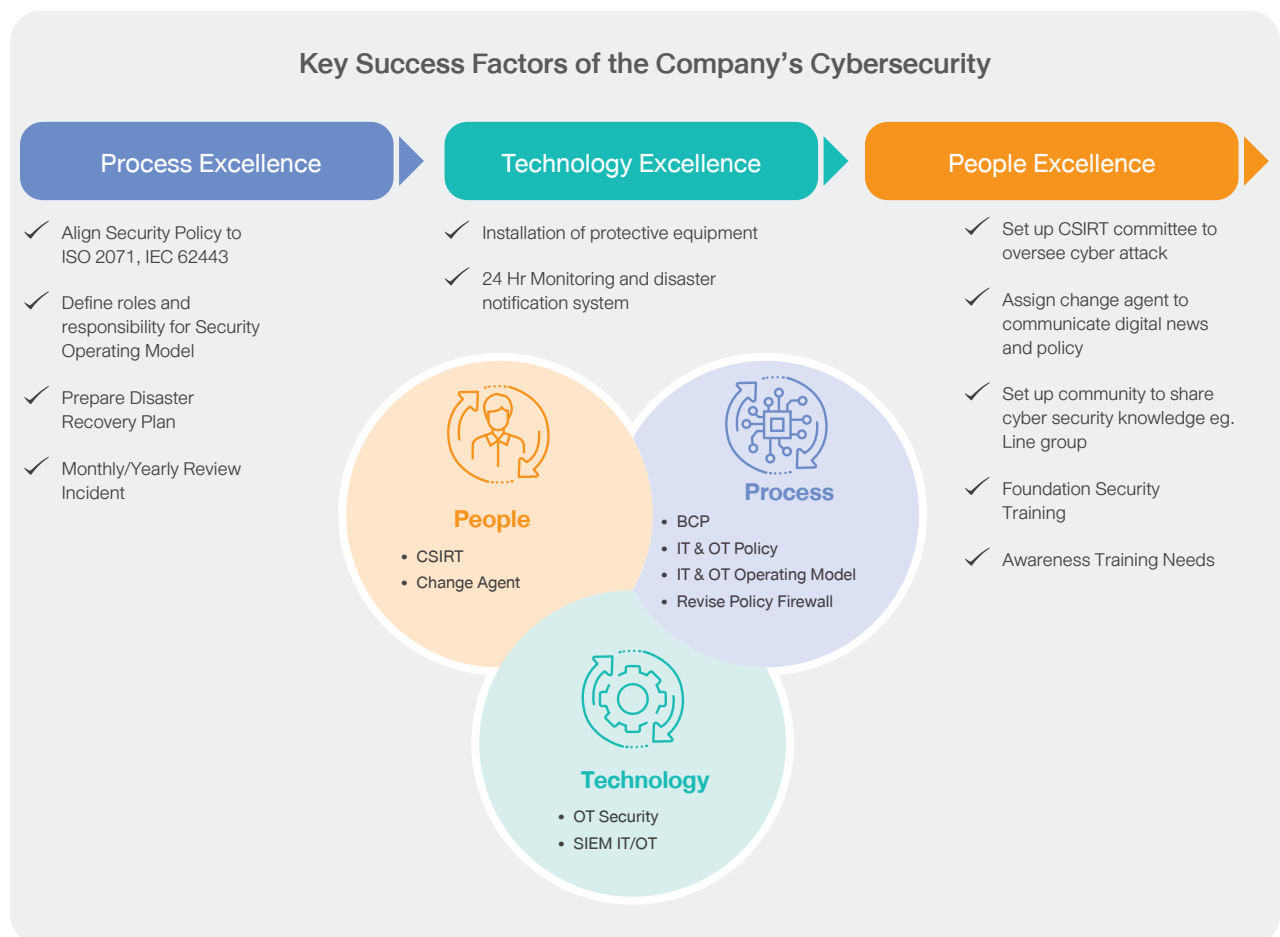 Key Success Factors of the Company's Cybersecurity
Process Excellence
Align Security Policy to
ISO 2071, IEC 62443
Define roles and
responsibility for Security
Operating Model
Prepare Disaster
Recovery Plan
Monthly/Yearly Review
Incident
Technology Excellence
Installation of protective equipment
24 Hr Monitoring and disaster
notification system
People Excellence
Set up CSIRT committee to
oversee cyber attack
Assign change agent to
communicate digital news
and policy
Set up community to share
cyber security knowledge eg.
Line group
Foundation Security
Training
Awareness Training Needs
People
• CSIRT
• Change Agent
Process
• BCP
• IT & OT Policy
• IT & OT Operating Model
• Revise Policy Firewall
Technology
• OT Security
• SIEM IT/OT